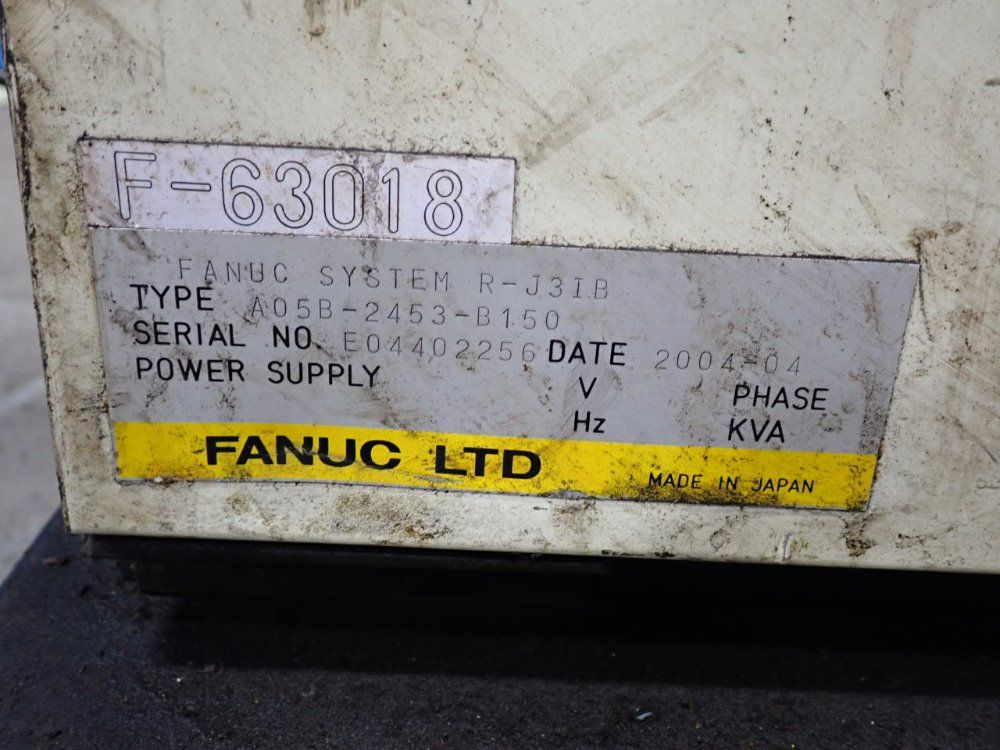 F-63018
FANUC SYSTEM R-J3IB
TYPE A05B-2453-B150
SERIAL NO. E04402256 DATE 2004-04
POWER SUPPLY V PHASE
Hz KVA
FANUC LTD MADE IN JAPAN